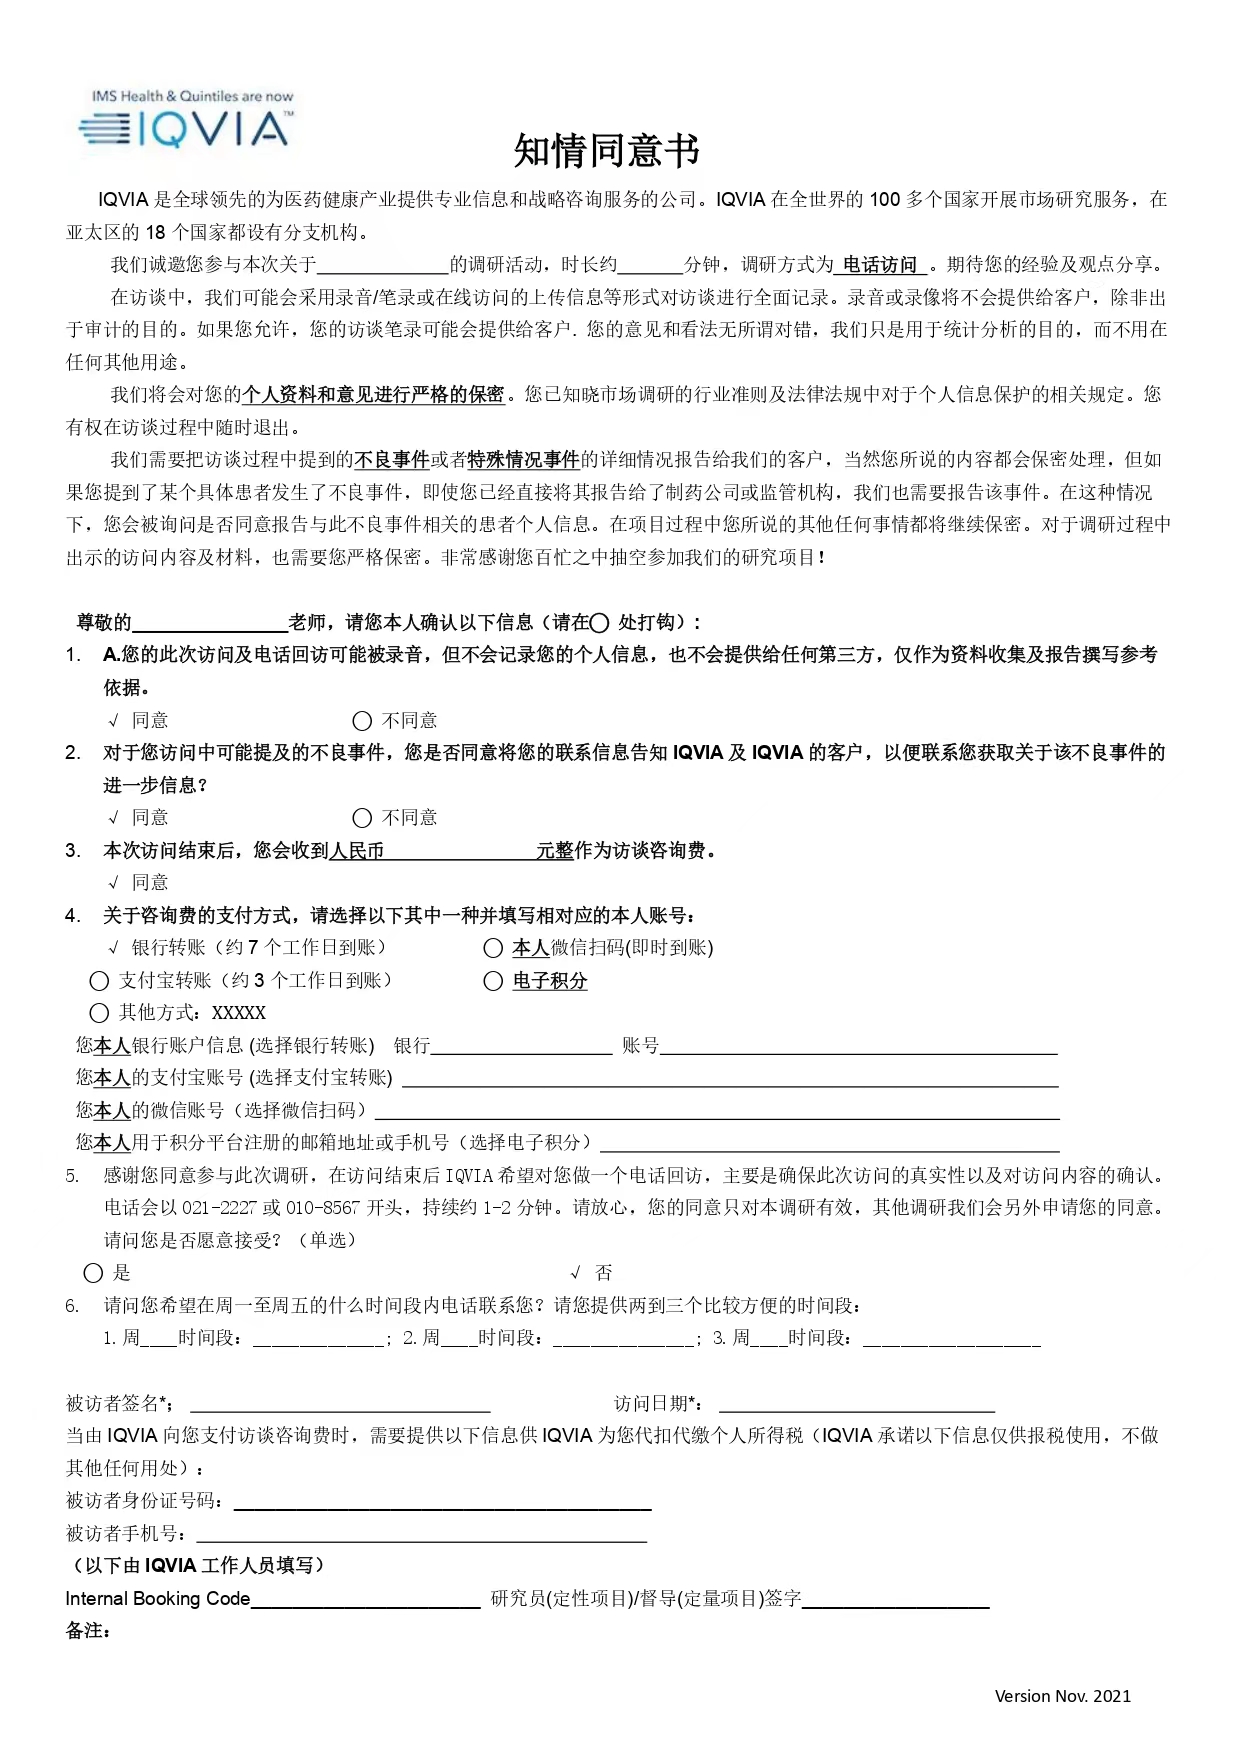 IMS Health & Quintiles are now
IQVIA™
知情同意书
IQVIA 是全球领先的为医药健康产业提供专业信息和战略咨询服务的公司。IQVIA 在全世界的 100 多个国家开展市场研究服务，在
亚太区的 18 个国家都设有分支机构。
我们诚邀您参与本次关于______________的调研活动，时长约_______分钟，调研方式为 电话访问 。期待您的经验及观点分享。
在访谈中，我们可能会采用录音/笔录或在线访问的上传信息等形式对访谈进行全面记录。录音或录像将不会提供给客户，除非出
于审计的目的。如果您允许，您的访谈笔录可能会提供给客户. 您的意见和看法无所谓对错，我们只是用于统计分析的目的，而不用在
任何其他用途。
我们将会对您的个人资料和意见进行严格的保密。您已知晓市场调研的行业准则及法律法规中对于个人信息保护的相关规定。您
有权在访谈过程中随时退出。
我们需要把访谈过程中提到的不良事件或者特殊情况事件的详细情况报告给我们的客户，当然您所说的内容都会保密处理，但如
果您提到了某个具体患者发生了不良事件，即使您已经直接将其报告给了制药公司或监管机构，我们也需要报告该事件。在这种情况
下，您会被询问是否同意报告与此不良事件相关的患者个人信息。在项目过程中您所说的其他任何事情都将继续保密。对于调研过程中
出示的访问内容及材料，也需要您严格保密。非常感谢您百忙之中抽空参加我们的研究项目！
尊敬的________________老师，请您本人确认以下信息（请在◯ 处打钩）：
1. A.您的此次访问及电话回访可能被录音，但不会记录您的个人信息，也不会提供给任何第三方，仅作为资料收集及报告撰写参考
依据。
√ 同意 ◯ 不同意
2. 对于您访问中可能提及的不良事件，您是否同意将您的联系信息告知 IQVIA 及 IQVIA 的客户，以便联系您获取关于该不良事件的
进一步信息？
√ 同意 ◯ 不同意
3. 本次访问结束后，您会收到人民币________________元整作为访谈咨询费。
√ 同意
4. 关于咨询费的支付方式，请选择以下其中一种并填写相对应的本人账号：
√ 银行转账（约 7 个工作日到账） ◯ 本人微信扫码(即时到账)
◯ 支付宝转账（约 3 个工作日到账） ◯ 电子积分
◯ 其他方式：XXXXX
您本人银行账户信息 (选择银行转账) 银行__________________ 账号________________________________________
您本人的支付宝账号 (选择支付宝转账) __________________________________________________________________
您本人的微信账号（选择微信扫码）_____________________________________________________________________
您本人用于积分平台注册的邮箱地址或手机号（选择电子积分）______________________________________________
5. 感谢您同意参与此次调研，在访问结束后 IQVIA 希望对您做一个电话回访，主要是确保此次访问的真实性以及对访问内容的确认。
电话会以 021-2227 或 010-8567 开头，持续约 1-2 分钟。请放心，您的同意只对本调研有效，其他调研我们会另外申请您的同意。
请问您是否愿意接受？（单选）
◯ 是 √ 否
6. 请问您希望在周一至周五的什么时间段内电话联系您？请您提供两到三个比较方便的时间段：
1.周____时间段：______________; 2.周____时间段：_______________; 3.周____时间段：___________________
被访者签名*； ______________________________ 访问日期*： ____________________________
当由 IQVIA 向您支付访谈咨询费时，需要提供以下信息供 IQVIA 为您代扣代缴个人所得税（IQVIA 承诺以下信息仅供报税使用，不做
其他任何用处）：
被访者身份证号码：__________________________________________
被访者手机号：_____________________________________________
（以下由 IQVIA 工作人员填写）
Internal Booking Code_______________________ 研究员(定性项目)/督导(定量项目)签字___________________
备注：
Version Nov. 2021